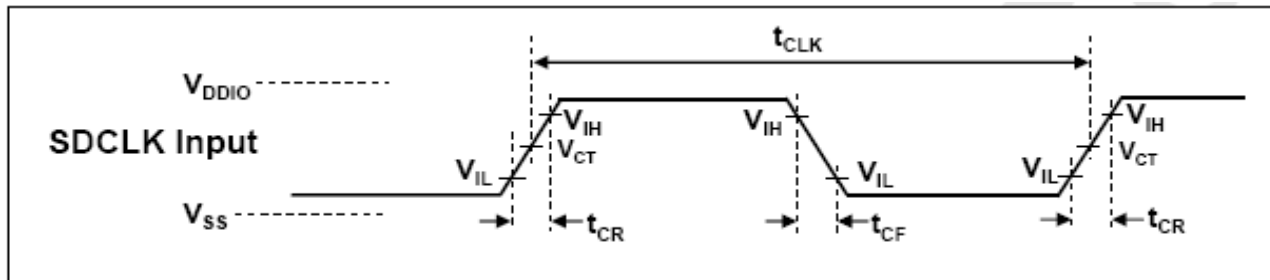 tCLK
VDDIO
SDCLK Input
VIH
VCT
VIL
VIH
VIL
VIL
VIH
VCT
VSS
tCR
tCF
tCR